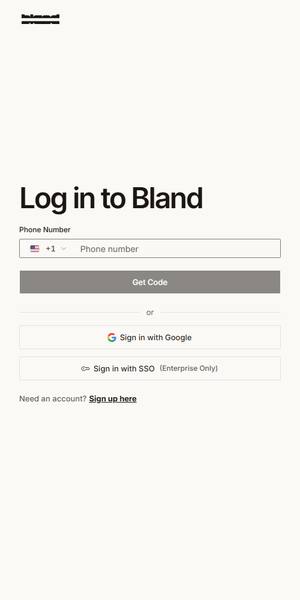 Log in to Bland
Phone Number
+1 Phone number
Get Code
or
Sign in with Google
Sign in with SSO (Enterprise Only)
Need an account? Sign up here